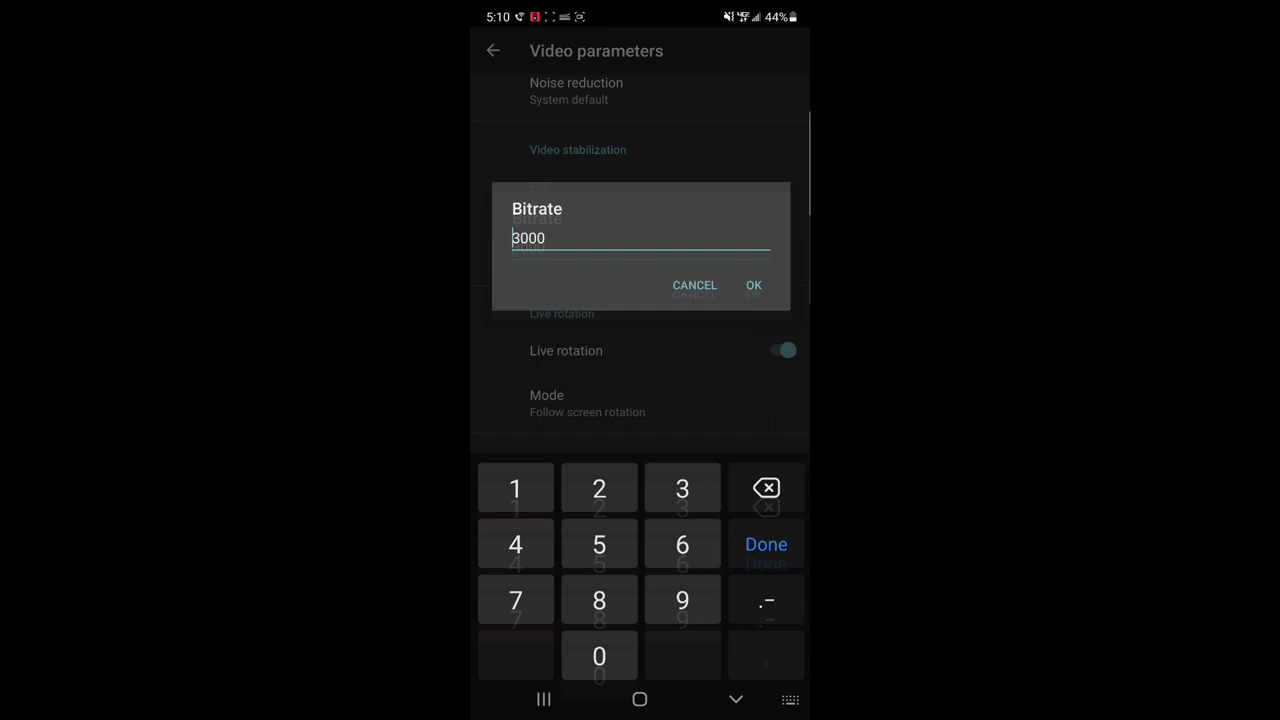 5:10
44%
Video parameters
Noise reduction
System default
Video stabilization
Bitrate
3000
CANCEL OK
Live rotation
Live rotation
Mode
Follow screen rotation
1 2 3
4 5 6 Done
7 8 9 .-
0 ,